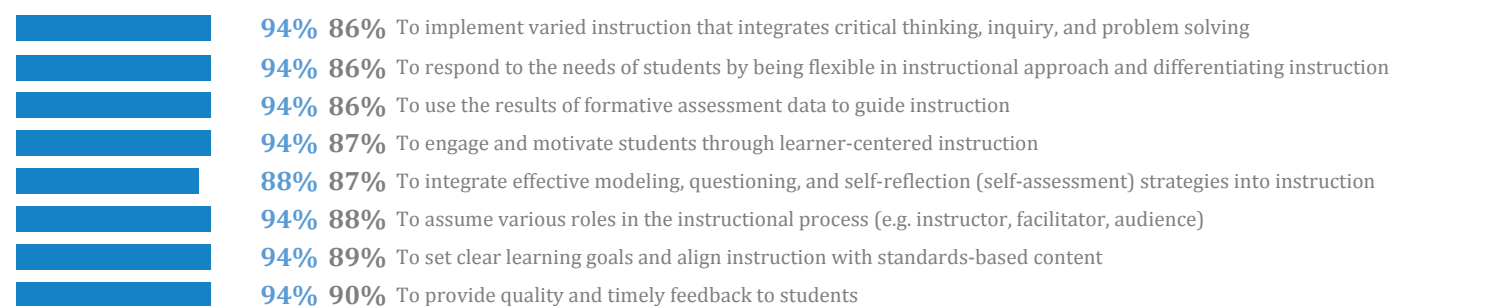 94% 86% To implement varied instruction that integrates critical thinking, inquiry, and problem solving
94% 86% To respond to the needs of students by being flexible in instructional approach and differentiating instruction
94% 86% To use the results of formative assessment data to guide instruction
94% 87% To engage and motivate students through learner-centered instruction
88% 87% To integrate effective modeling, questioning, and self-reflection (self-assessment) strategies into instruction
94% 88% To assume various roles in the instructional process (e.g. instructor, facilitator, audience)
94% 89% To set clear learning goals and align instruction with standards-based content
94% 90% To provide quality and timely feedback to students